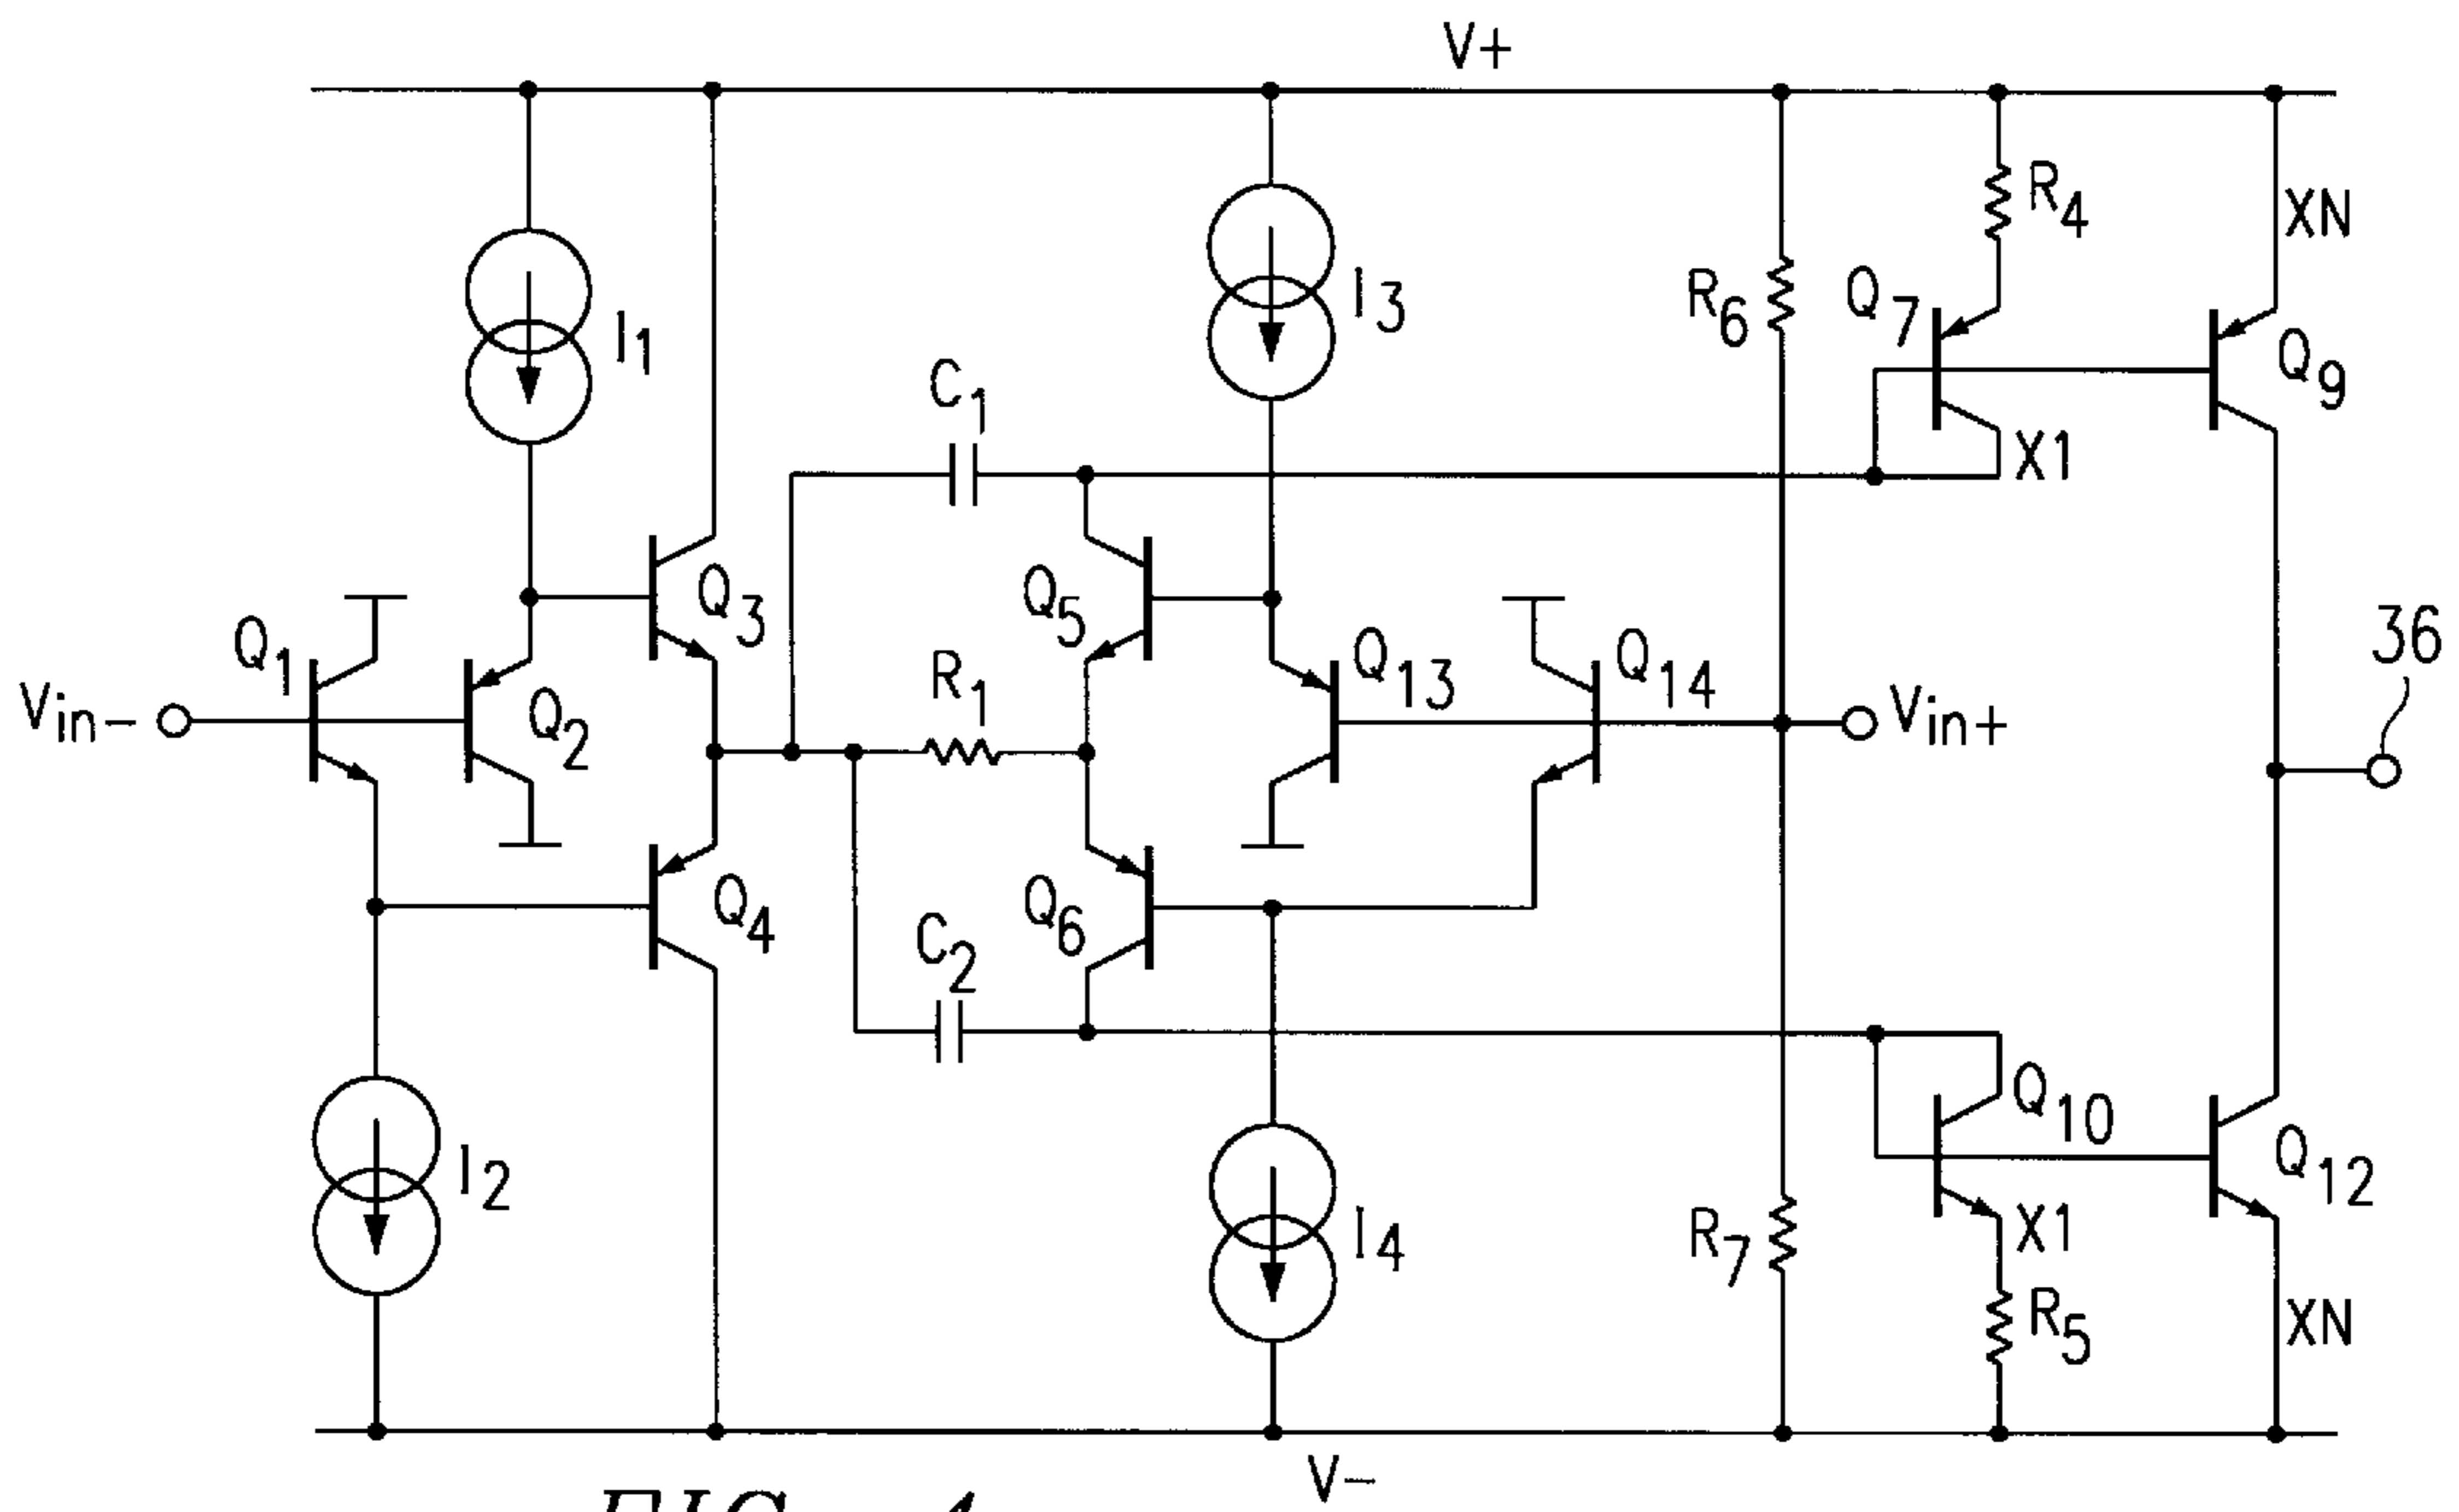 V+
R4
XN
I1
I3
R6
Q7
Q9
C1
X1
Q3
Q5
Q1
Q13
Q14
36
Vin-
Q2
R1
Vin+
Q4
Q6
C2
Q10
Q12
I2
I4
R7
X1
R5
XN
V-